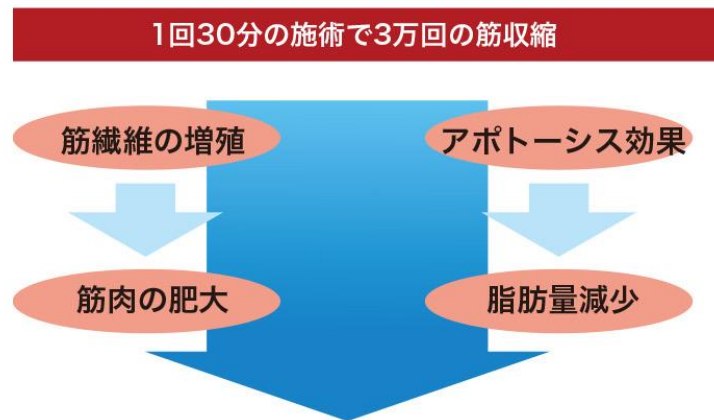 1回30分の施術で3万回の筋収縮
筋繊維の増殖
アポトーシス効果
筋肉の肥大
脂肪量減少